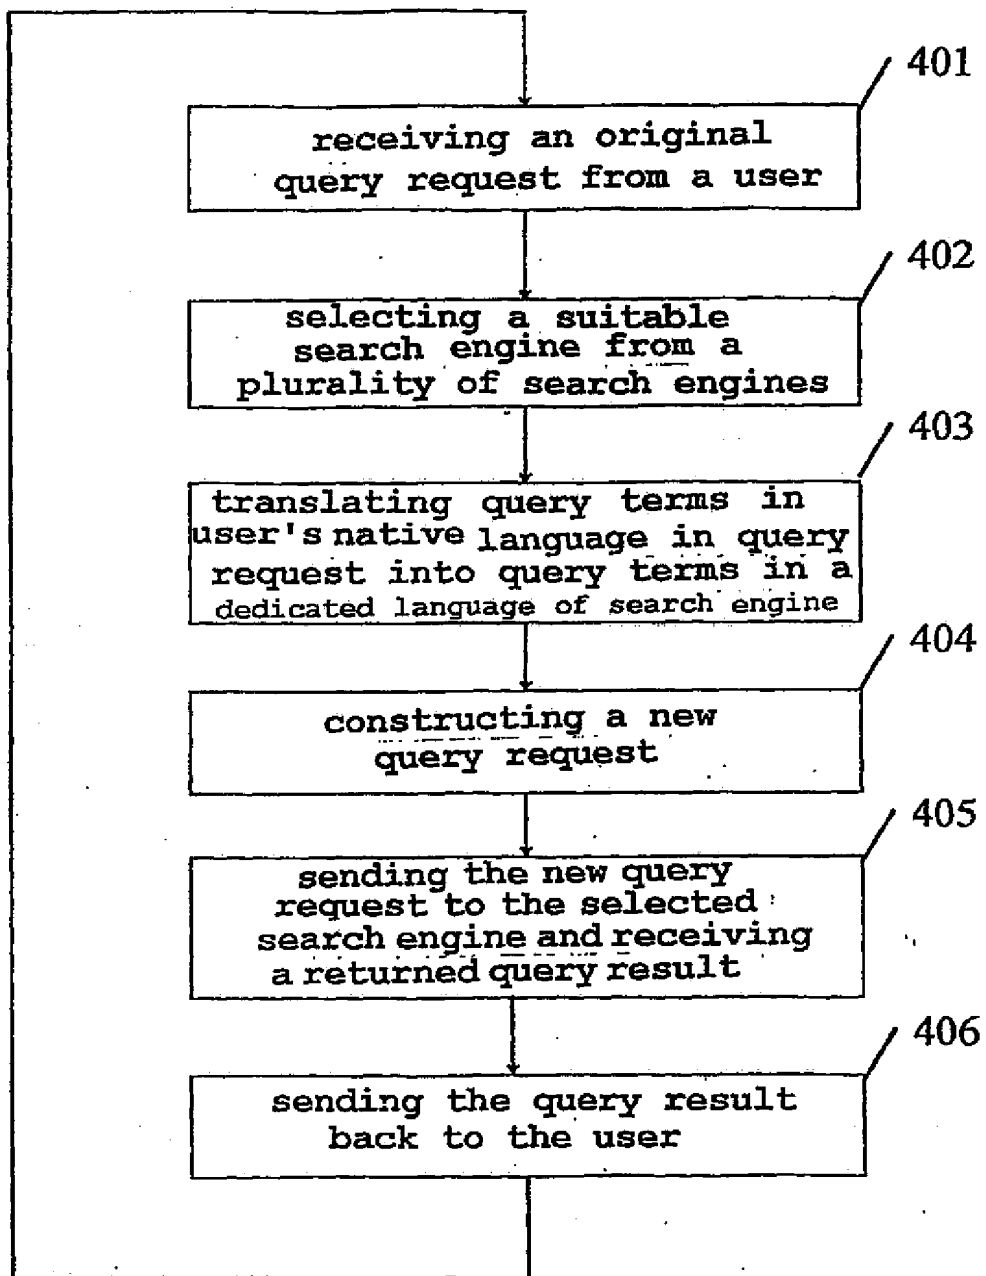 401
receiving an original
query request from a user
402
selecting a suitable
search engine from a
plurality of search engines
403
translating query terms in
user's native language in query
request into query terms in a
dedicated language of search engine
404
constructing a new
query request
405
sending the new query
request to the selected
search engine and receiving
a returned query result
406
sending the query result
back to the user